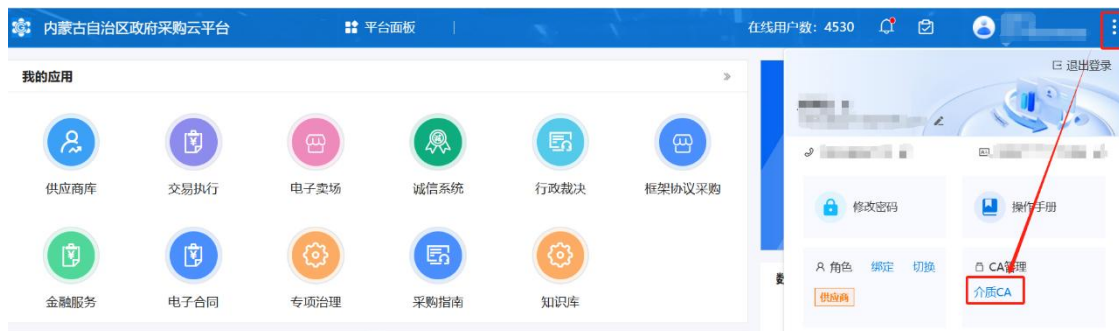 内蒙古自治区政府采购云平台
平台面板
在线用户数：4530
我的应用
退出登录
供应商库
交易执行
电子卖场
诚信系统
行政裁决
框架协议采购
修改密码
操作手册
金融服务
电子合同
专项治理
采购指南
知识库
角色 绑定 切换
供应商
CA管理
介质CA